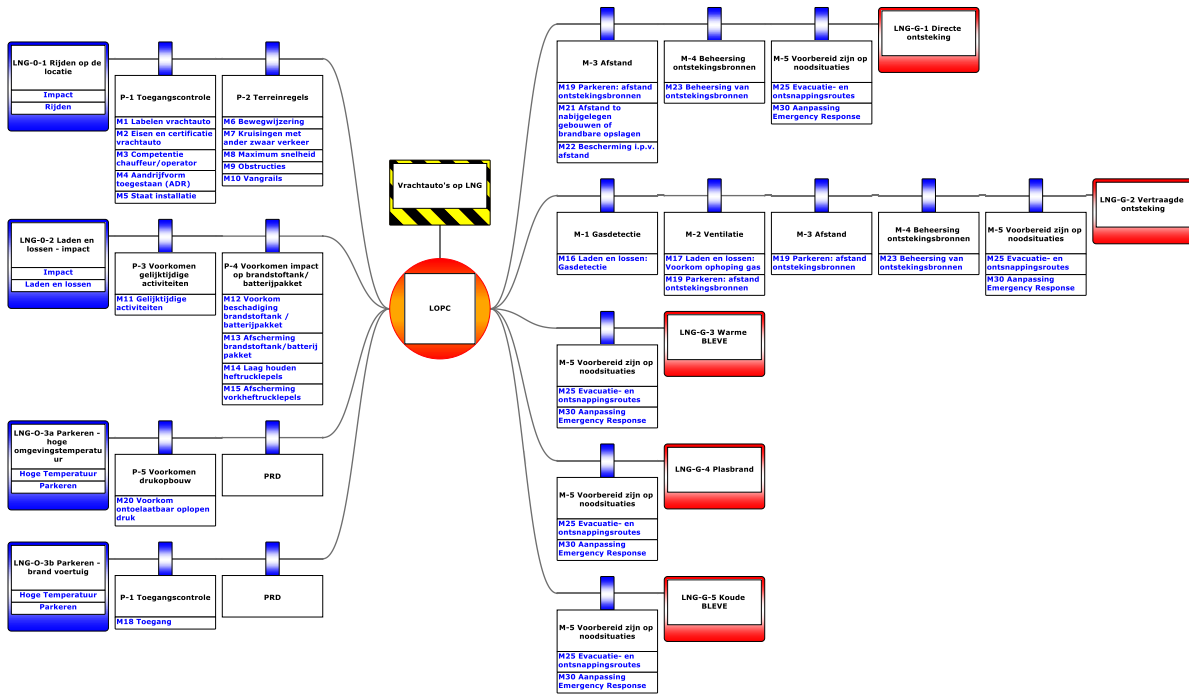 LNG-0-1 Rijden op de
locatie
Impact
Rijden
P-1 Toegangscontrole
M1 Labelen vrachtauto
M2 Eisen en certificatie
vrachtauto
M3 Competentie
chauffeur/operator
M4 Aandrijfvorm
toegestaan (ADR)
M5 Staat installatie
P-2 Terreinregels
M6 Bewegwijzering
M7 Kruisingen met
ander zwaar verkeer
M8 Maximum snelheid
M9 Obstructies
M10 Vangrails
LNG-0-2 Laden en
lossen - impact
Impact
Laden en lossen
P-3 Voorkomen
gelijktijdige
activiteiten
M11 Gelijktijdige
activiteiten
P-4 Voorkomen impact
op brandstoftank/
batterijpakket
M12 Voorkom
beschadiging
brandstoftank /
batterijpakket
M13 Afscherming
brandstoftank/batterij
pakket
M14 Laag houden
heftrucklepels
M15 Afscherming
vorkheftrucklepels
LNG-O-3a Parkeren -
hoge
omgevingstemperatu
ur
Hoge Temperatuur
Parkeren
P-5 Voorkomen
drukopbouw
M20 Voorkom
ontoelaatbaar oplopen
druk
PRD
LNG-O-3b Parkeren -
brand voertuig
Hoge Temperatuur
Parkeren
P-1 Toegangscontrole
M18 Toegang
PRD
Vrachtauto's op LNG
LOPC
M-3 Afstand
M19 Parkeren: afstand
ontstekingsbronnen
M21 Afstand to
nabijgelegen
gebouwen of
brandbare opslagen
M22 Bescherming i.p.v.
afstand
M-4 Beheersing
ontstekingsbronnen
M23 Beheersing van
ontstekingsbronnen
M-5 Voorbereid zijn op
noodsituaties
M25 Evacuatie- en
ontsnappingsroutes
M30 Aanpassing
Emergency Response
LNG-G-1 Directe
ontsteking
M-1 Gasdetectie
M16 Laden en lossen:
Gasdetectie
M-2 Ventilatie
M17 Laden en lossen:
Voorkom ophoping gas
M19 Parkeren: afstand
ontstekingsbronnen
M-3 Afstand
M19 Parkeren: afstand
ontstekingsbronnen
M-4 Beheersing
ontstekingsbronnen
M23 Beheersing van
ontstekingsbronnen
M-5 Voorbereid zijn op
noodsituaties
M25 Evacuatie- en
ontsnappingsroutes
M30 Aanpassing
Emergency Response
LNG-G-2 Vertraagde
ontsteking
M-5 Voorbereid zijn op
noodsituaties
M25 Evacuatie- en
ontsnappingsroutes
M30 Aanpassing
Emergency Response
LNG-G-3 Warme
BLEVE
M-5 Voorbereid zijn op
noodsituaties
M25 Evacuatie- en
ontsnappingsroutes
M30 Aanpassing
Emergency Response
LNG-G-4 Plasbrand
M-5 Voorbereid zijn op
noodsituaties
M25 Evacuatie- en
ontsnappingsroutes
M30 Aanpassing
Emergency Response
LNG-G-5 Koude
BLEVE